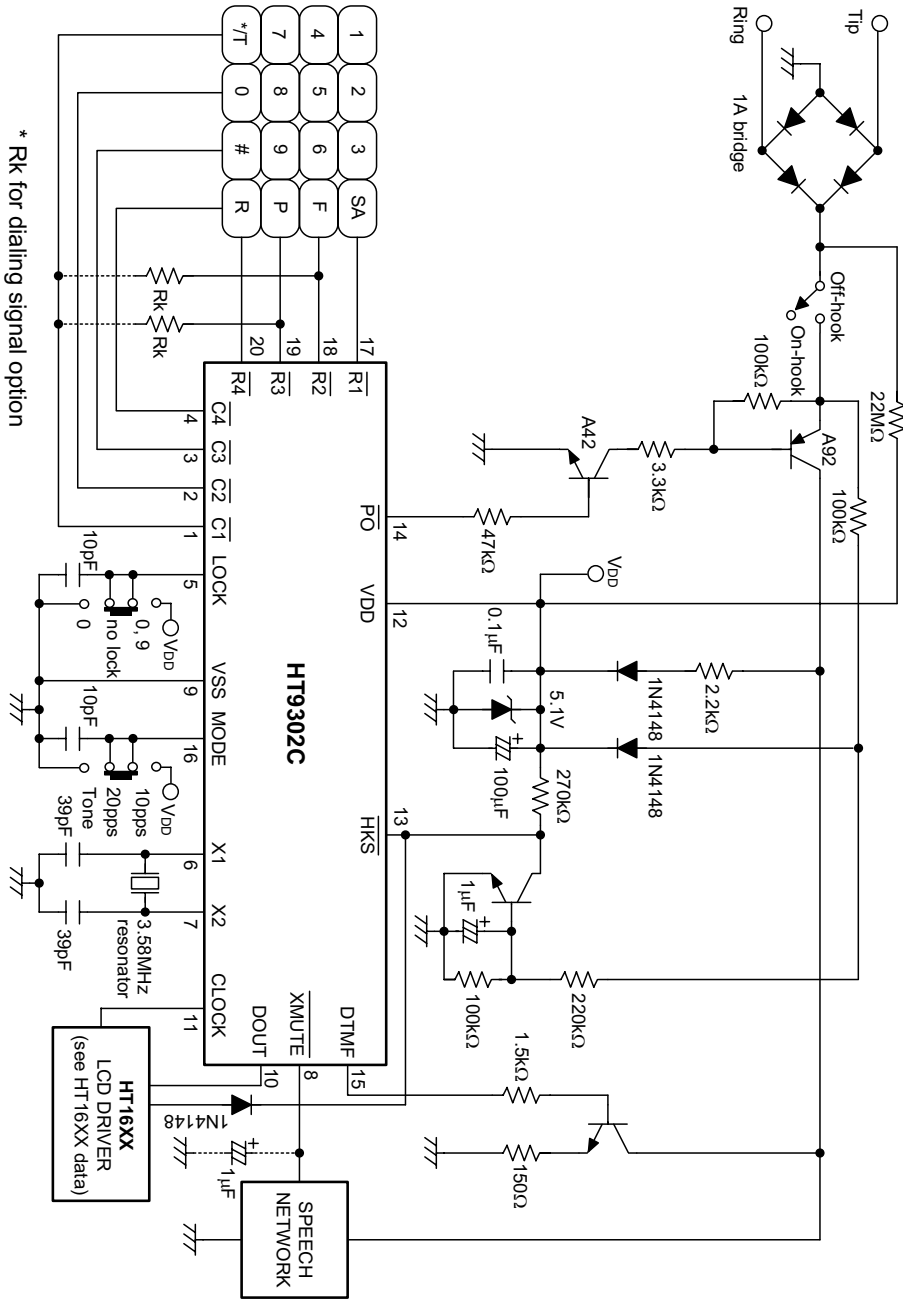 Tip
Ring
1A bridge
Off-hook
On-hook
22MΩ
100kΩ
A92
100kΩ
3.3kΩ
A42
47kΩ
VDD
2.2kΩ
1N4148
1N4148
0.1μF
5.1V
+
100μF
270kΩ
1μF
+
220kΩ
100kΩ
1.5kΩ
150Ω
1 2 3 SA
4 5 6 F
7 8 9 P
*/T 0 # R
Rk
Rk
17 R1
18 R2
19 R3
20 R4
14 PO
12 VDD
13 HKS
15 DTMF
HT9302C
C4 4
C3 3
C2 2
C1 1
LOCK 5
VSS 9
MODE 16
X1 6
X2 7
CLOCK 11
DOUT 10
XMUTE 8
10pF
VDD
0, 9
no lock
0
10pF
VDD
10pps
20pps
Tone
39pF
39pF
3.58MHz
resonator
1N4148
+
1μF
SPEECH
NETWORK
HT16XX
LCD DRIVER
(see HT16XX data)
* Rk for dialing signal option